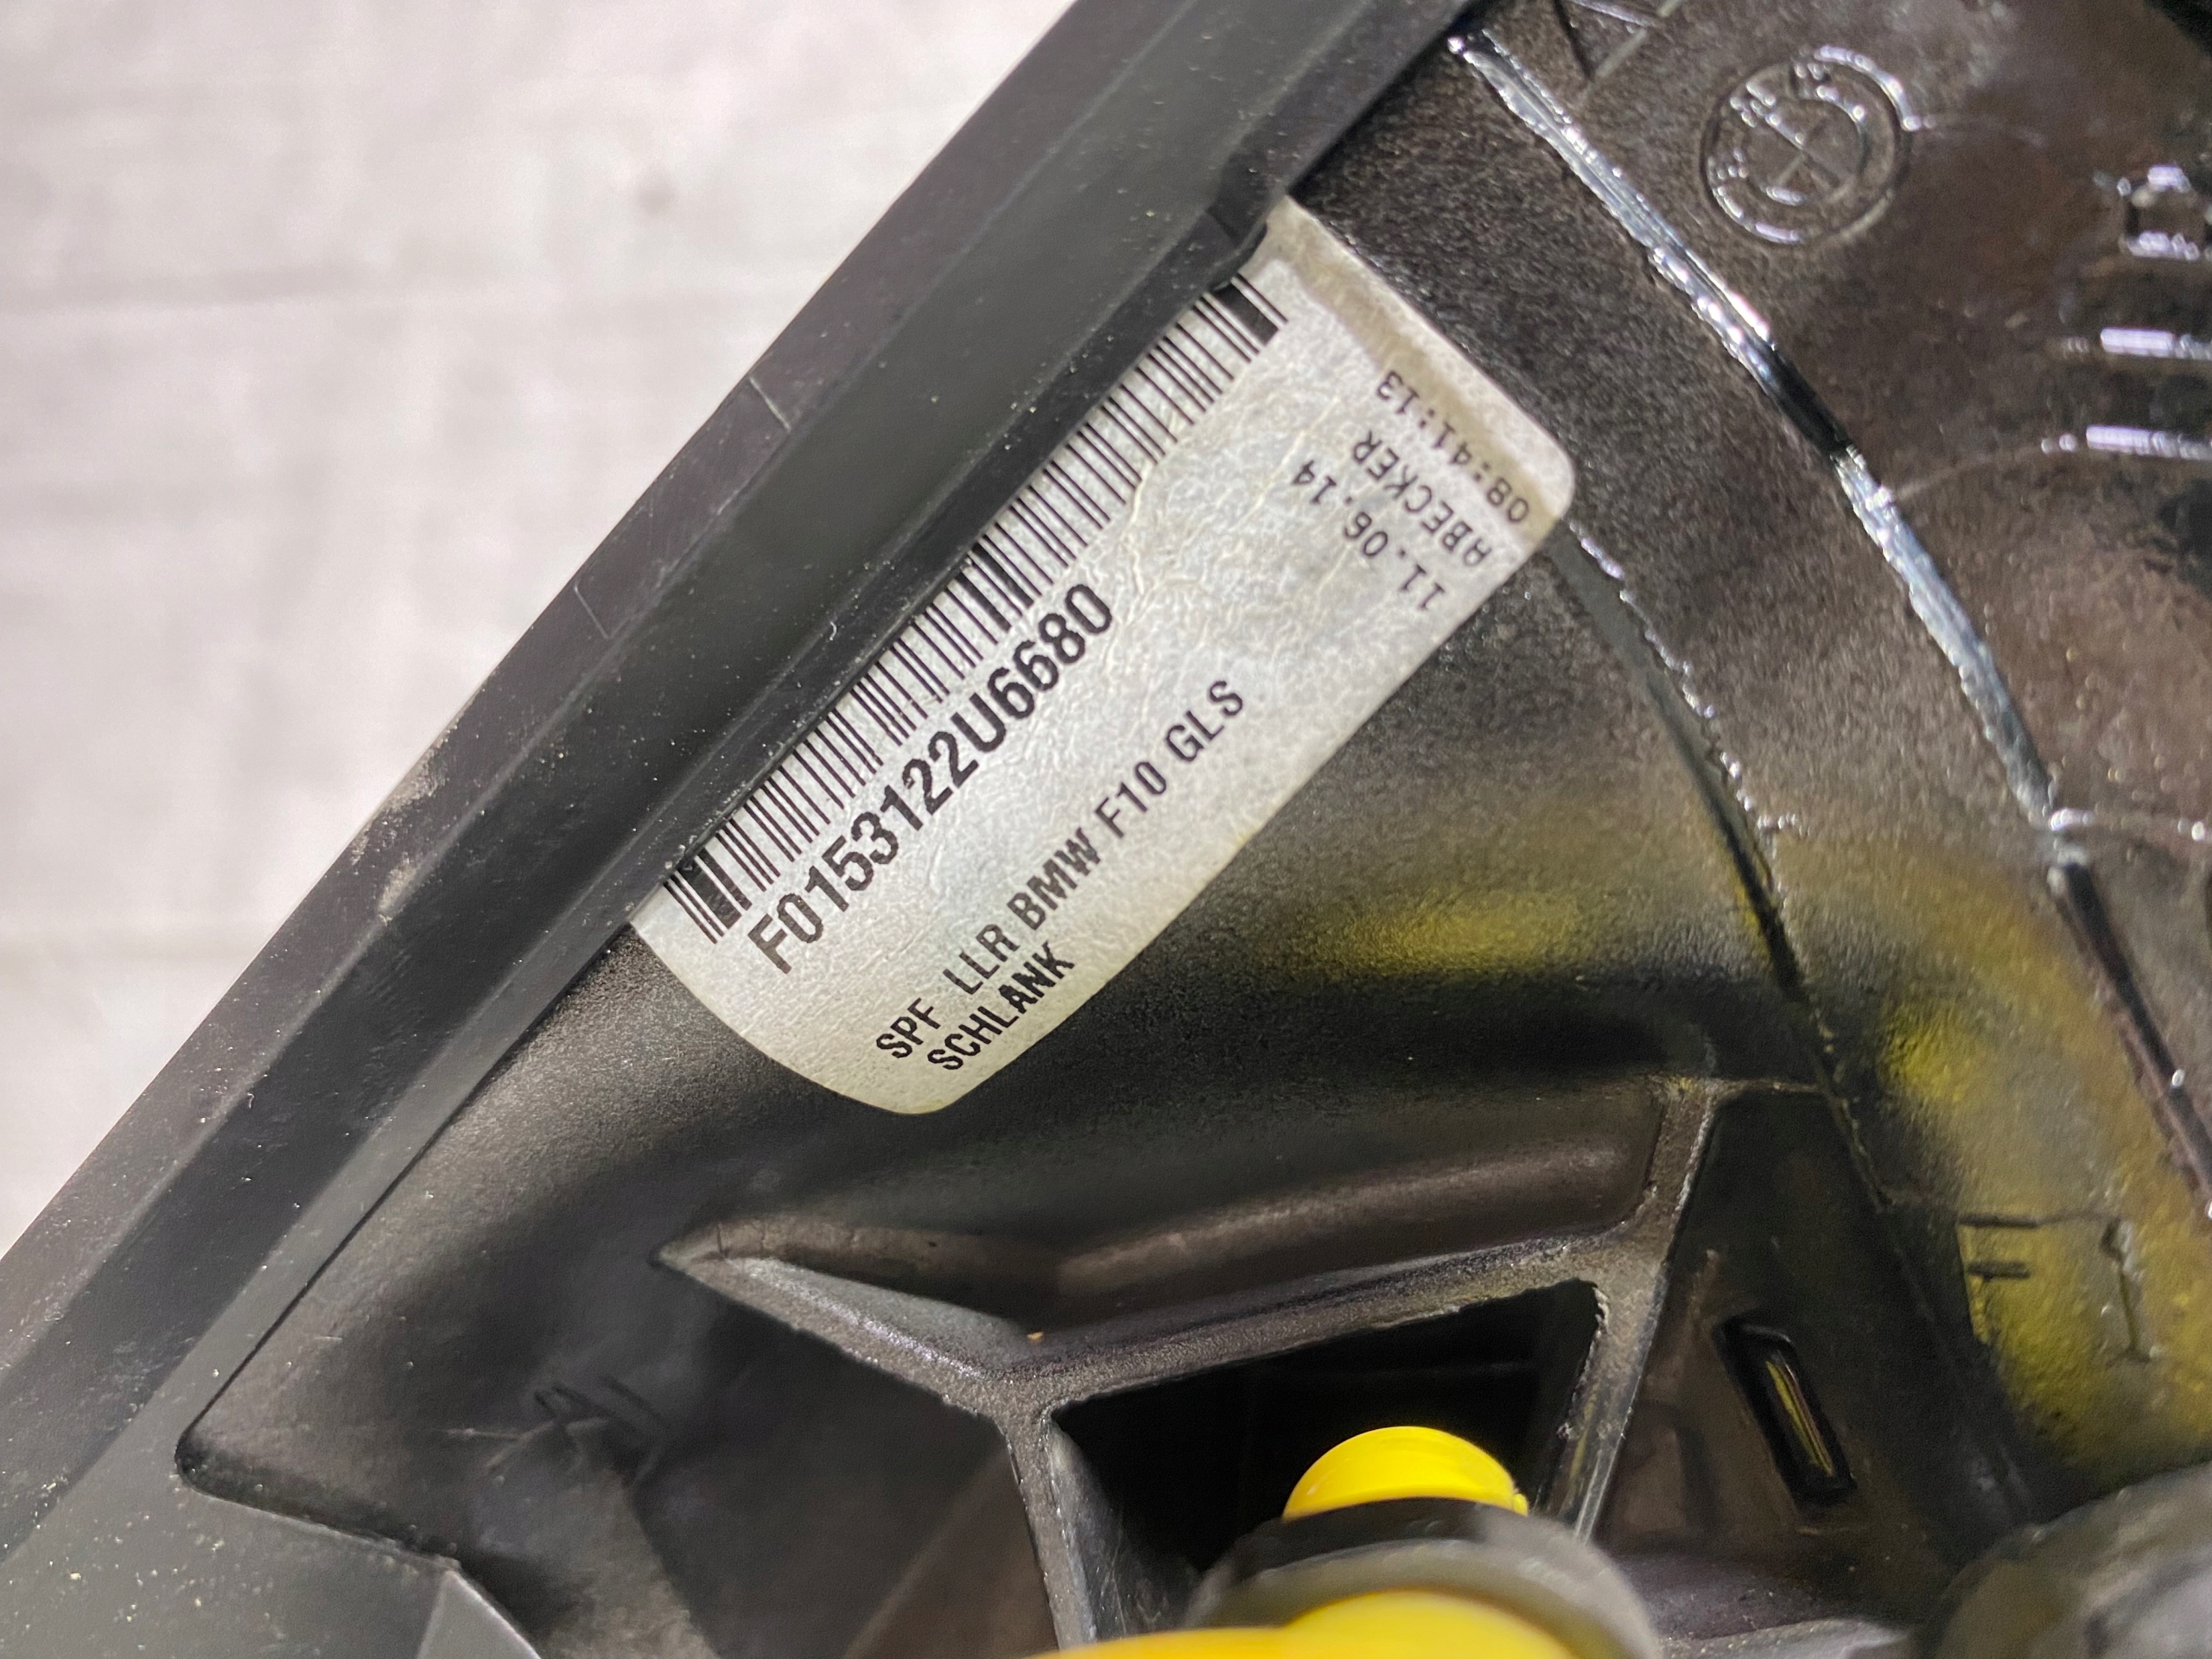 F0153122U6680
SPF LLR BMW F10 GLS
SCHLANK
11.06.14
ABECKER
08:41:13